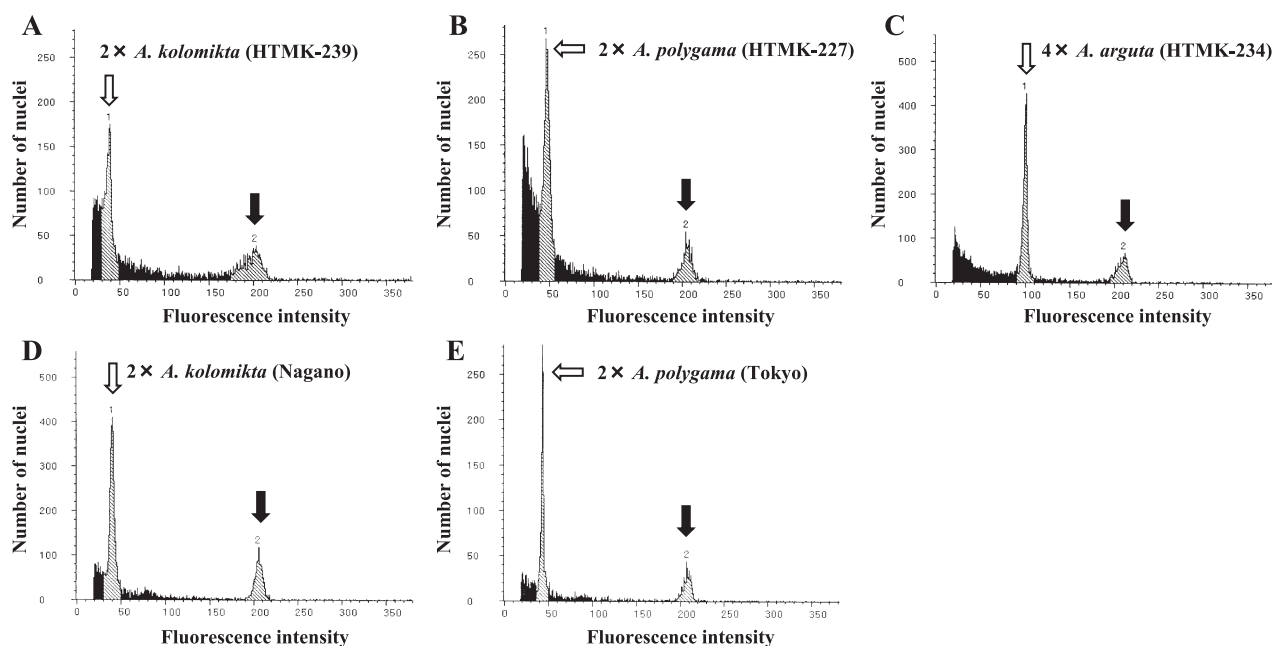 A
2× A. kolomikta (HTMK-239)
Number of nuclei
250
200
150
100
50
0
1
2
0 50 100 150 200 250 300 350
Fluorescence intensity
B
2× A. polygama (HTMK-227)
Number of nuclei
250
200
150
100
50
0
1
2
0 50 100 150 200 250 300 350
Fluorescence intensity
C
4× A. arguta (HTMK-234)
Number of nuclei
500
400
300
200
100
0
1
2
0 50 100 150 200 250 300 350
Fluorescence intensity
D
2× A. kolomikta (Nagano)
Number of nuclei
500
400
300
200
100
0
1
2
0 50 100 150 200 250 300 350
Fluorescence intensity
E
2× A. polygama (Tokyo)
Number of nuclei
250
200
150
100
50
0
2
0 50 100 150 200 250 300 350
Fluorescence intensity